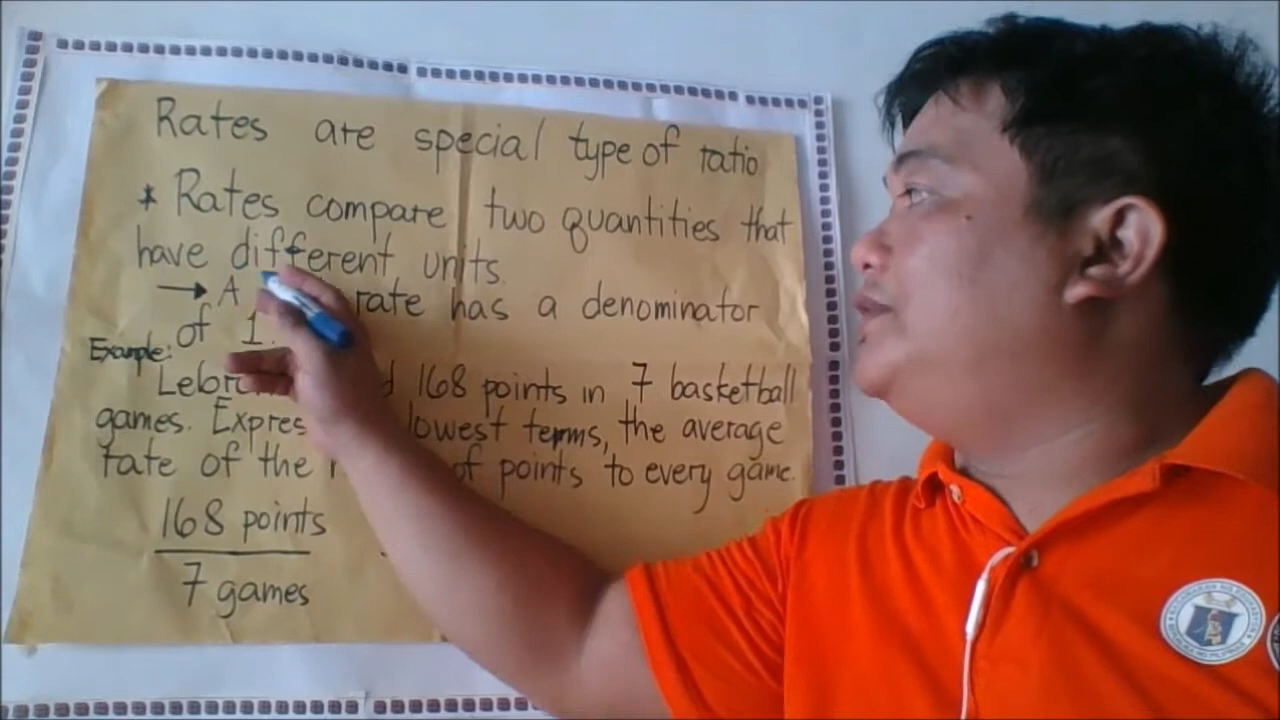 Rates are special type of ratio
* Rates compare two quantities that
have different units.
→ A rate has a denominator
of 1.
Example:
168 points in 7 basketball
games. lowest terms, the average
rate of the of points to every game.
168 points
7 games